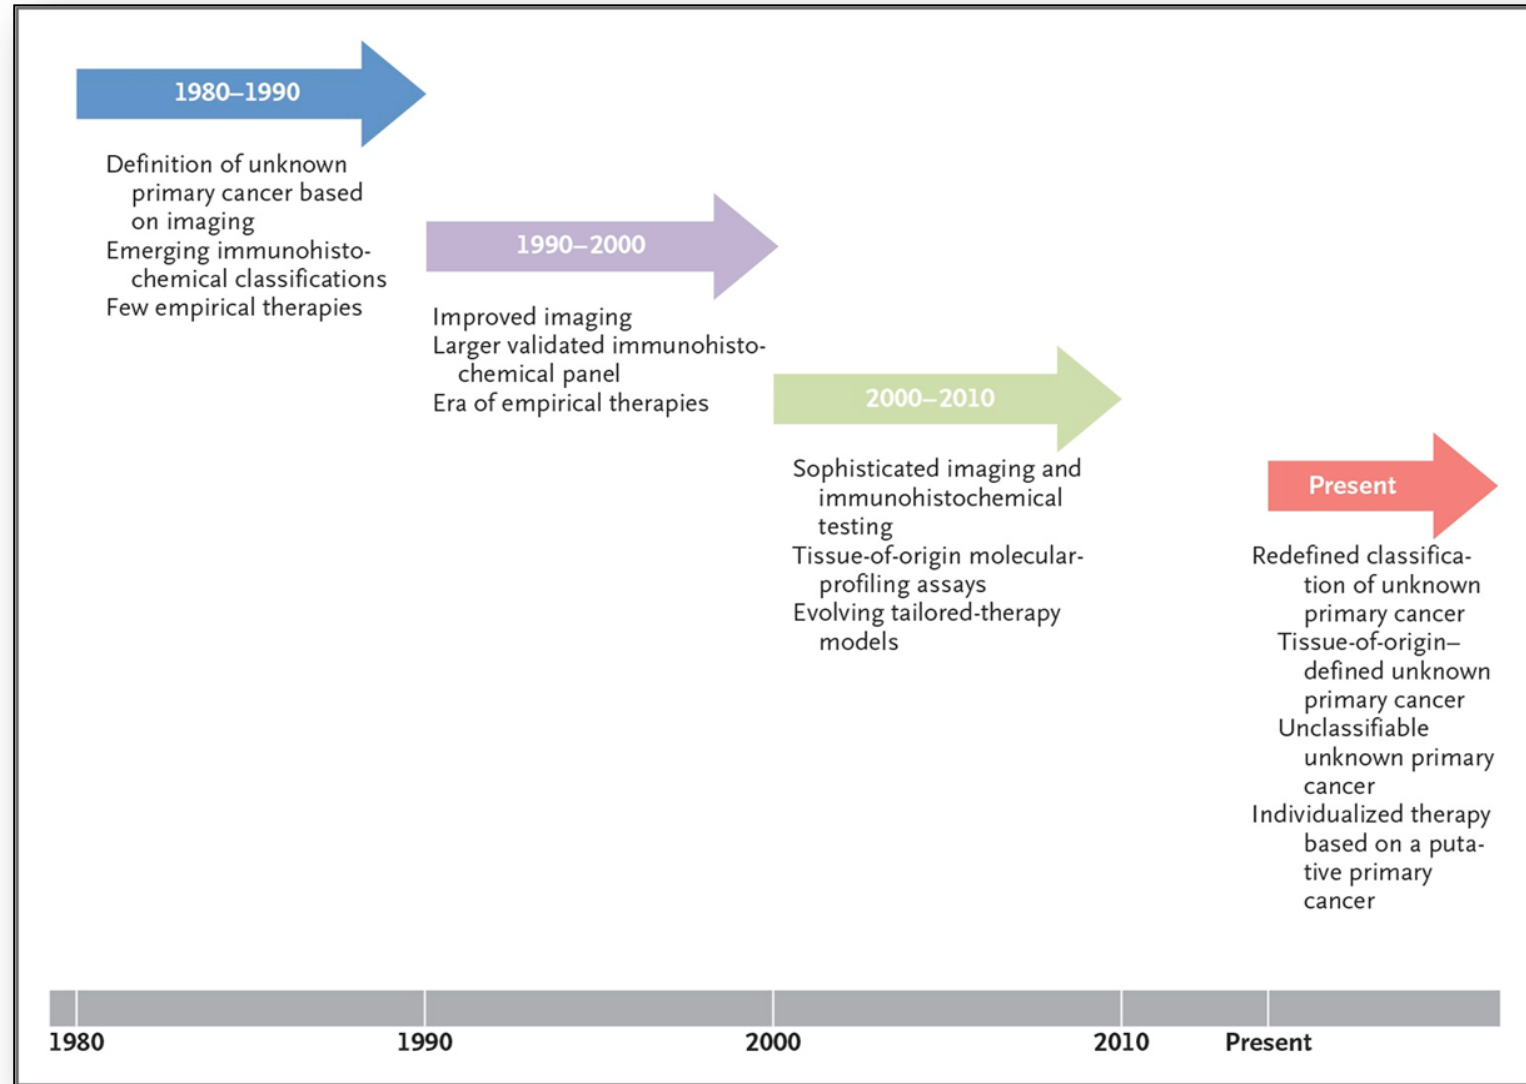 1980–1990
Definition of unknown
primary cancer based
on imaging
Emerging immunohisto-
chemical classifications
Few empirical therapies
1990–2000
Improved imaging
Larger validated immunohisto-
chemical panel
Era of empirical therapies
2000–2010
Sophisticated imaging and
immunohistochemical
testing
Tissue-of-origin molecular-
profiling assays
Evolving tailored-therapy
models
Present
Redefined classifica-
tion of unknown
primary cancer
Tissue-of-origin–
defined unknown
primary cancer
Unclassifiable
unknown primary
cancer
Individualized therapy
based on a puta-
tive primary
cancer
1980 1990 2000 2010 Present